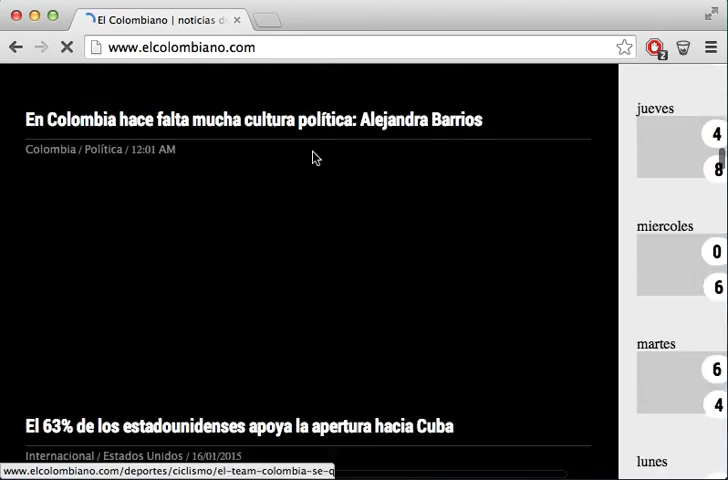 El Colombiano | noticias d
www.elcolombiano.com
2
En Colombia hace falta mucha cultura política: Alejandra Barrios
Colombia / Política / 12:01 AM
jueves
4
8
miercoles
0
6
martes
6
4
El 63% de los estadounidenses apoya la apertura hacia Cuba
Internacional / Estados Unidos / 16/01/2015
lunes
www.elcolombiano.com/deportes/ciclismo/el-team-colombia-se-q